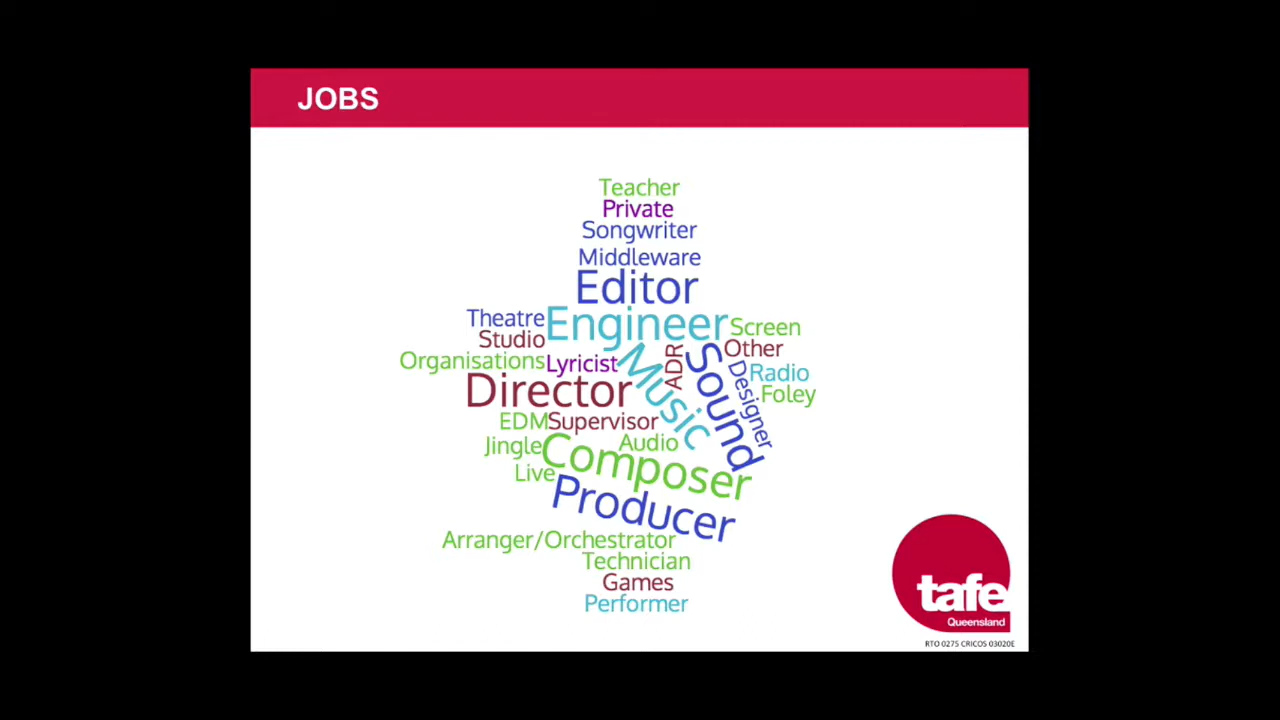 JOBS
Teacher
Private
Songwriter
Middleware
Editor
Theatre
Engineer
Screen
Studio
Other
Organisations
Lyricist
Music
ADR
Sound
Designer
Radio
Foley
Director
EDM
Supervisor
Jingle
Audio
Composer
Live
Producer
Arranger/Orchestrator
Technician
Games
Performer
tafe
Queensland
RTO 0275 CRICOS 03020E